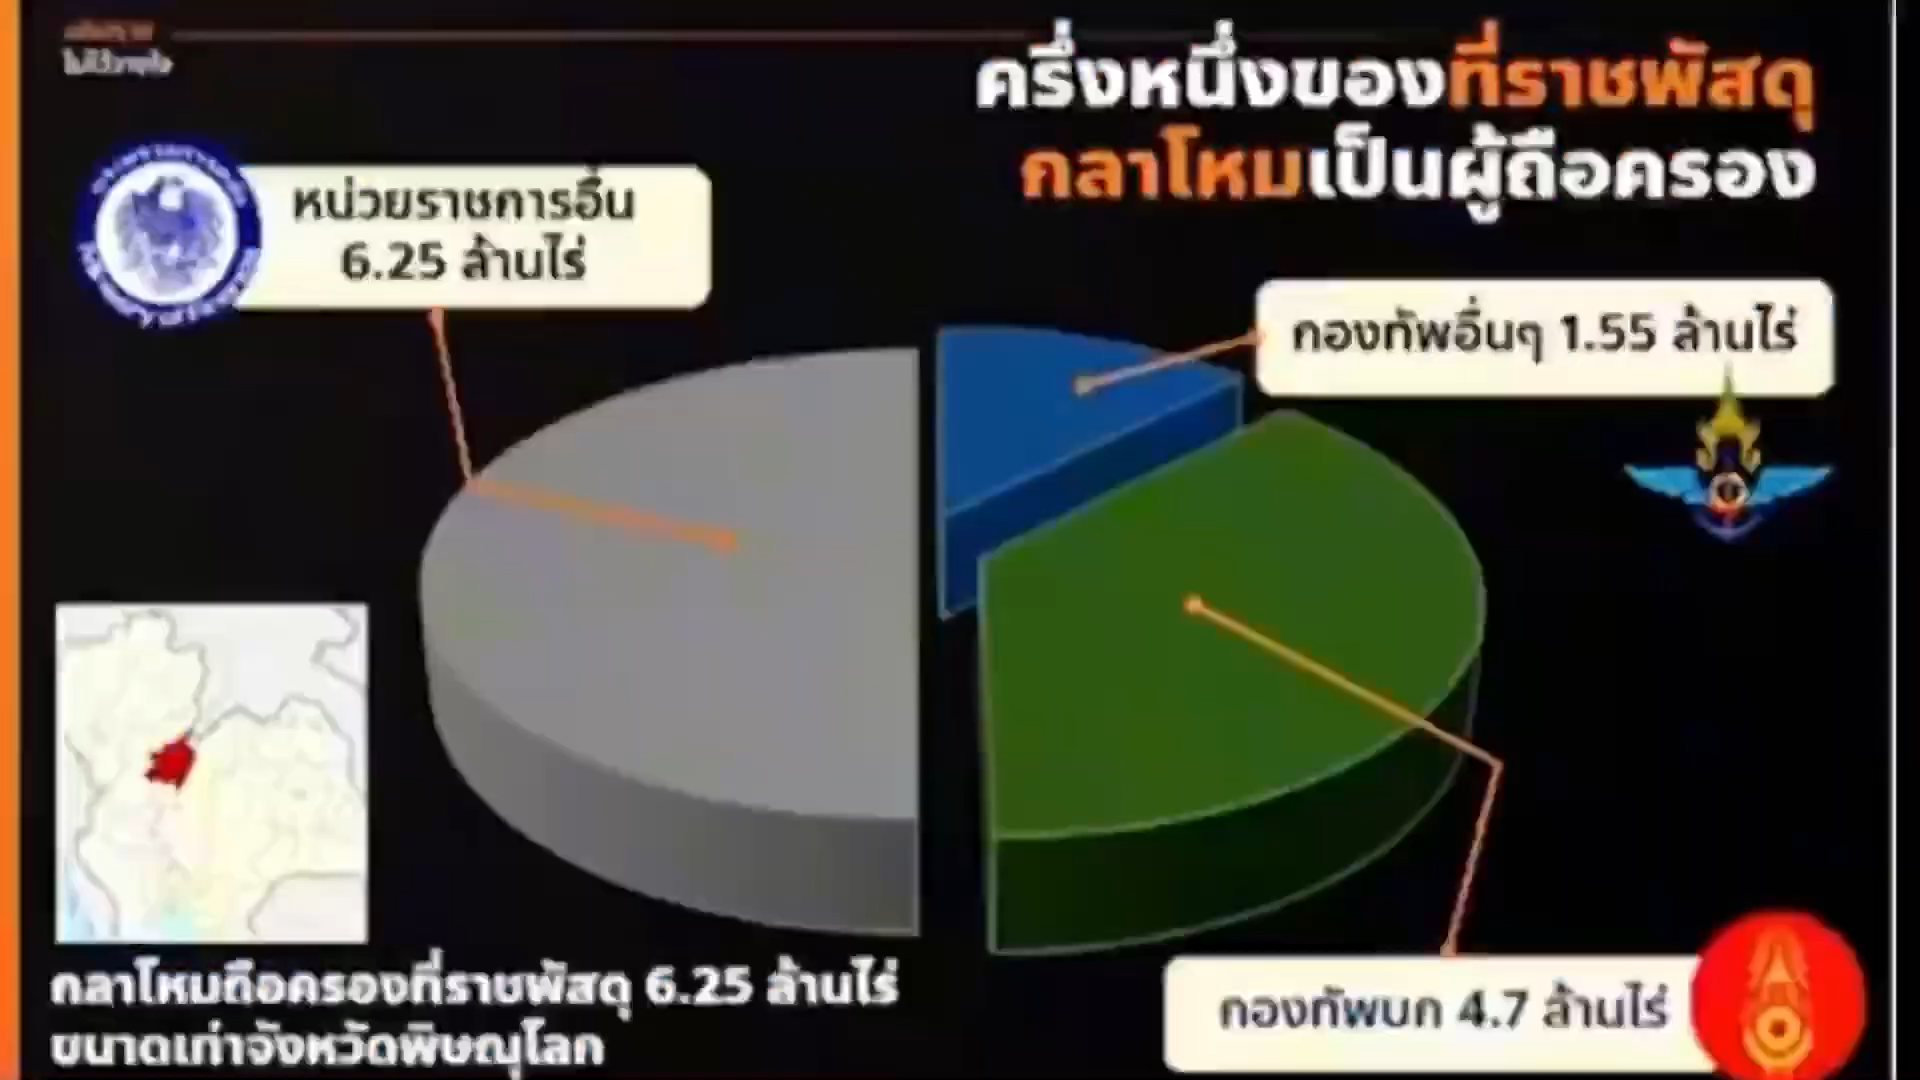 ครึ่งหนึ่งของที่ราชพัสดุ
กลาโหมเป็นผู้ถือครอง
หน่วยราชการอื่น
6.25 ล้านไร่
กองทัพอื่นๆ 1.55 ล้านไร่
กลาโหมถือครองที่ราชพัสดุ 6.25 ล้านไร่
ขนาดเท่าจังหวัดพิษณุโลก
กองทัพบก 4.7 ล้านไร่